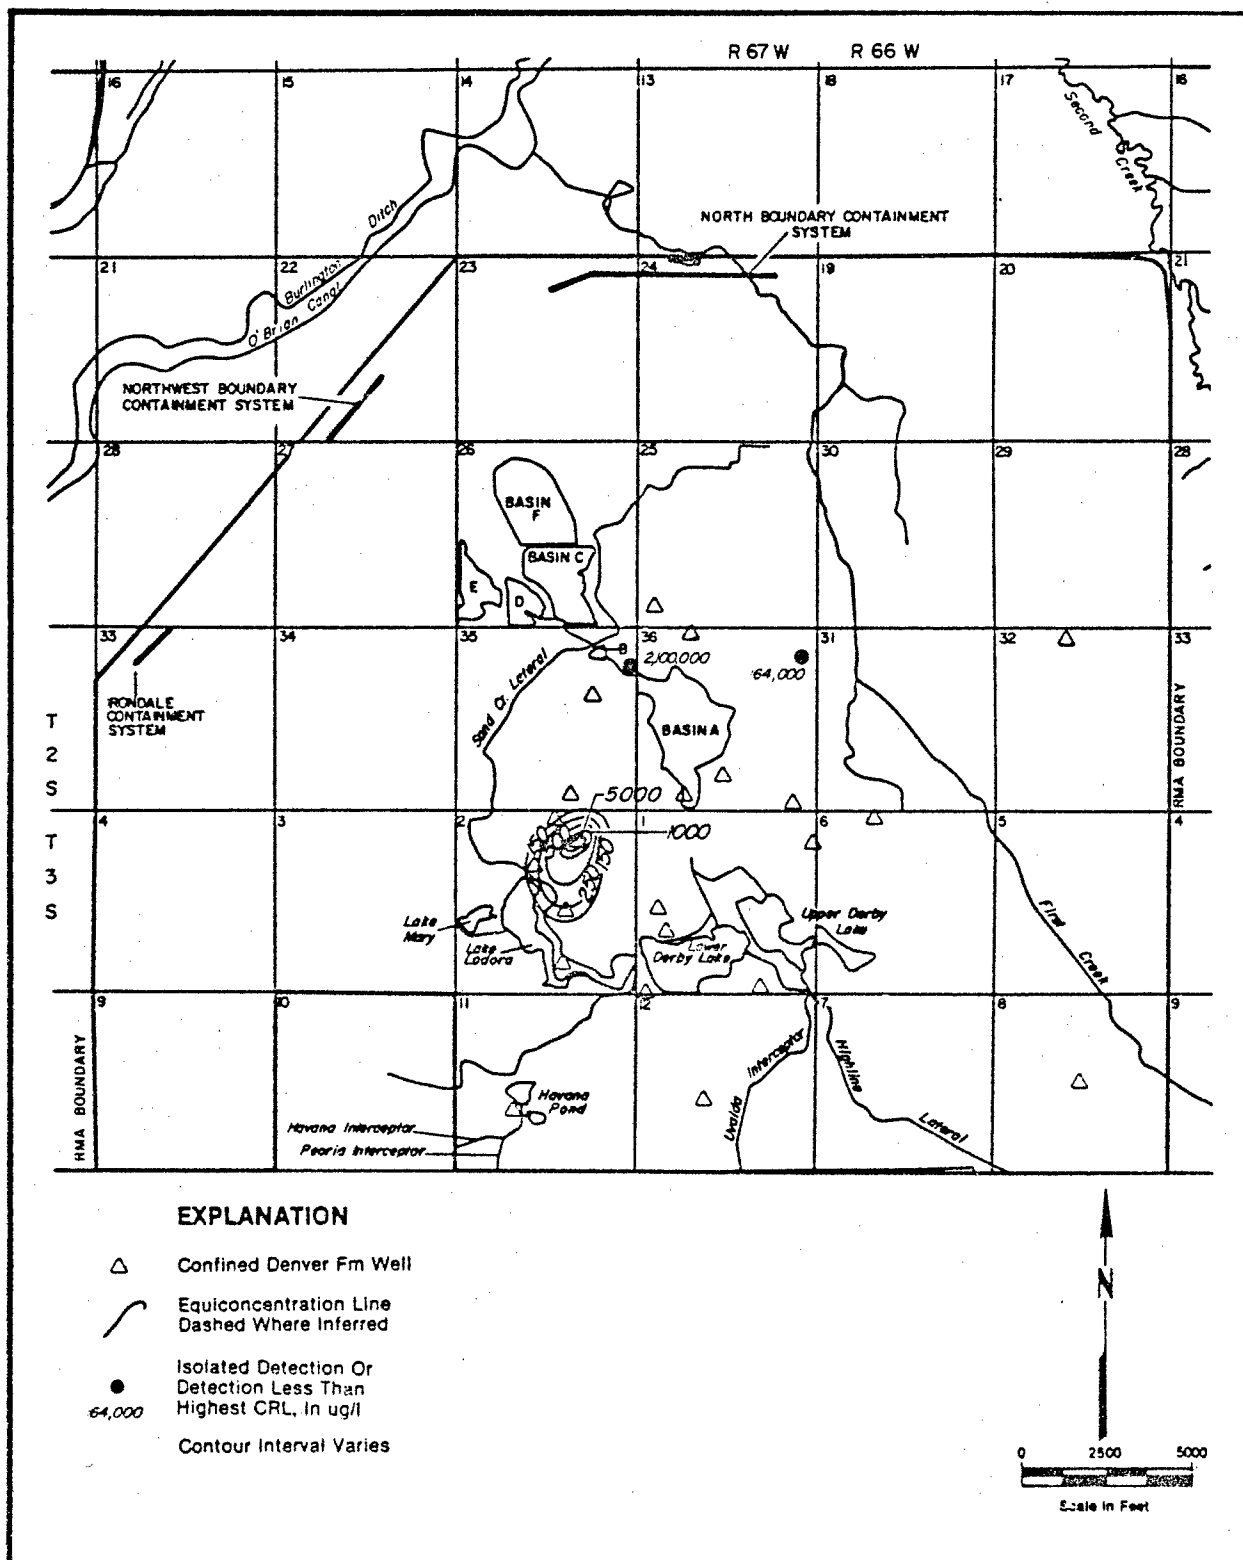 R 67 W R 66 W
16 15 14 13 18 17 16
Second
Creek
Ditch
NORTH BOUNDARY CONTAINMENT
SYSTEM
21 22 23 24 19 20 21
Burlington
O'Brian Canal
NORTHWEST BOUNDARY
CONTAINMENT SYSTEM
28 27 26 25 30 29 28
BASIN
F
BASIN C
E
D
33 34 35 36 31 32 33
B
2,100,000
64,000
Sand Cr. Lateral
IRONDALE
CONTAINMENT
SYSTEM
BASIN A
RMA BOUNDARY
T
2
S
5000
4 3 2 1 6 5 4
1000
T
3
S
250
150
Lake
Mary
Lake
Ladora
Upper Derby
Lake
Lower
Derby Lake
First
Creek
9 10 11 12 7 8 9
RMA BOUNDARY
Uvalda Interceptor
Highline
Lateral
Havana
Pond
Havana Interceptor
Peoria Interceptor
EXPLANATION
Confined Denver Fm Well
Equiconcentration Line
Dashed Where Inferred
Isolated Detection Or
Detection Less Than
64,000 Highest CRL, In ug/l
Contour Interval Varies
N
0 2500 5000
Scale In Feet